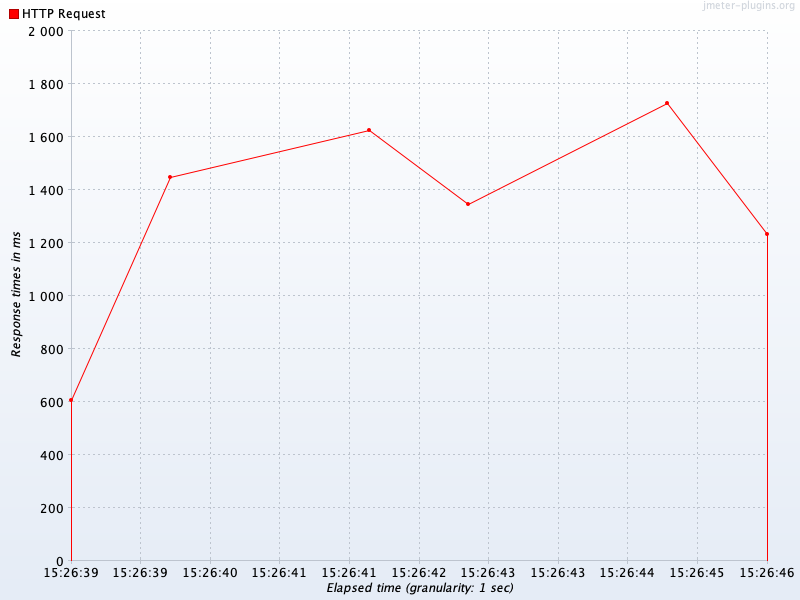 HTTP Request
jmeter-plugins.org
2 000
1 800
1 600
1 400
1 200
1 000
800
600
400
200
0
Response times in ms
15:26:39 15:26:39 15:26:40 15:26:41 15:26:41 15:26:42 15:26:43 15:26:43 15:26:44 15:26:45 15:26:46
Elapsed time (granularity: 1 sec)